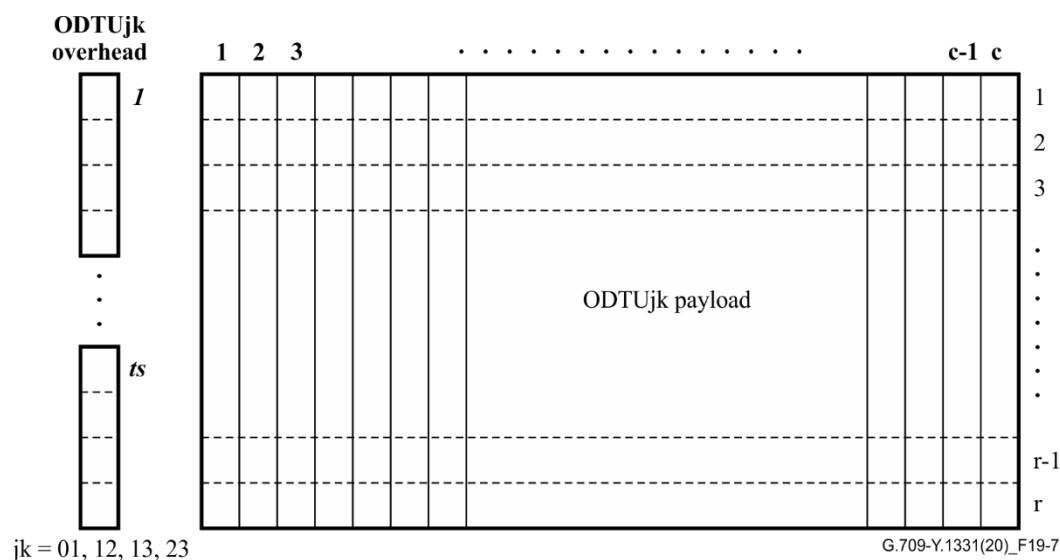 ODTUjk
overhead
1 2 3 . . . . . . . . . . . . . . . c-1 c
1
1
2
3
.
.
.
ODTUjk payload
.
.
.
.
.
.
.
ts
r-1
r
jk = 01, 12, 13, 23
G.709-Y.1331(20)_F19-7